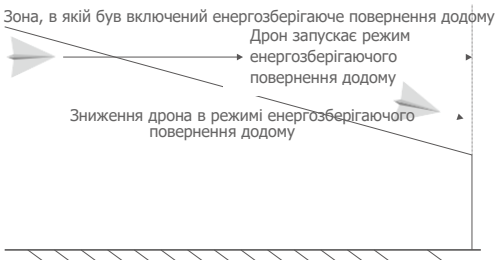 Зона, в якій був включений енергозберігаюче повернення додому
Дрон запускає режим
енергозберігаючого
повернення додому
Зниження дрона в режимі енергозберігаючого
повернення додому